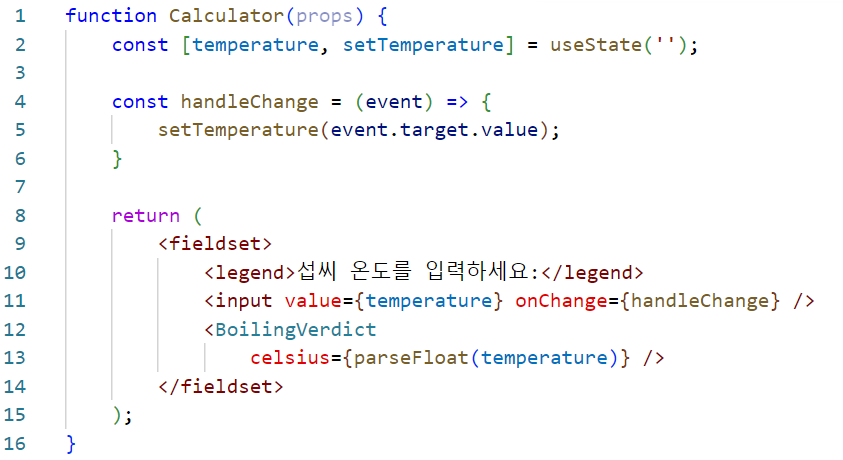 1 function Calculator(props) {
2     const [temperature, setTemperature] = useState('');
3
4     const handleChange = (event) => {
5         setTemperature(event.target.value);
6     }
7
8     return (
9         <fieldset>
10             <legend>섭씨 온도를 입력하세요:</legend>
11             <input value={temperature} onChange={handleChange} />
12             <BoilingVerdict
13                 celsius={parseFloat(temperature)} />
14         </fieldset>
15     );
16 }